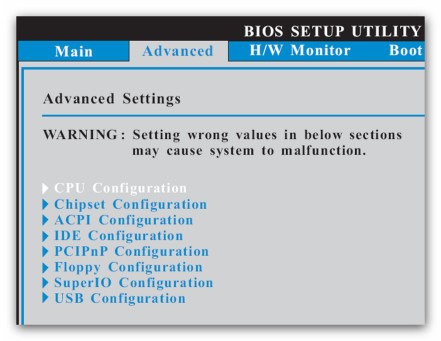 BIOS SETUP UTILITY
Main Advanced H/W Monitor Boot
Advanced Settings
WARNING : Setting wrong values in below sections
may cause system to malfunction.
CPU Configuration
Chipset Configuration
ACPI Configuration
IDE Configuration
PCIPnP Configuration
Floppy Configuration
SuperIO Configuration
USB Configuration